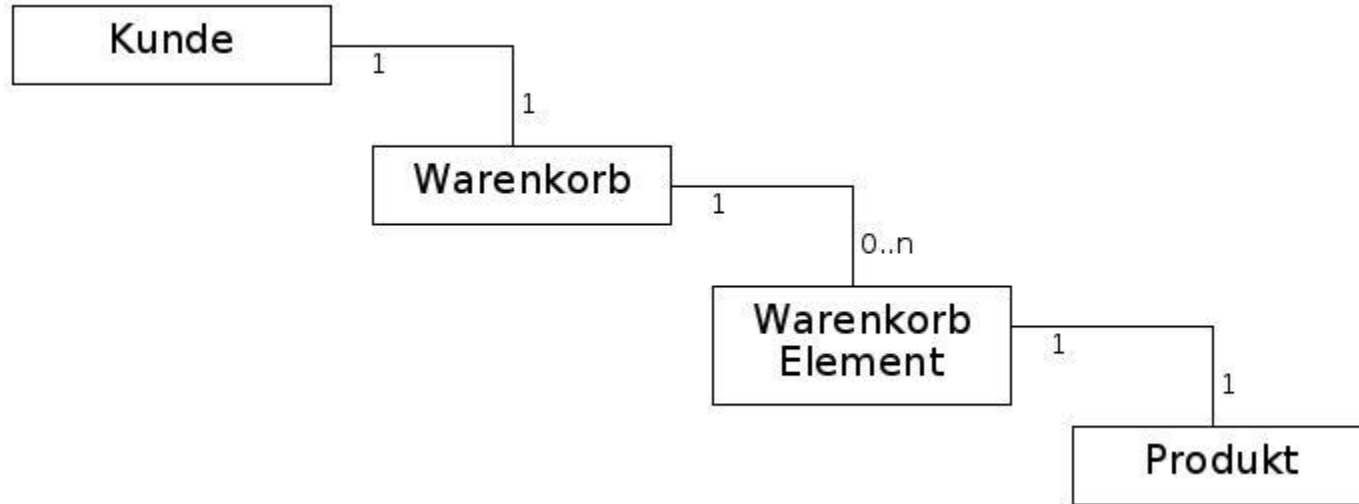 Kunde
1
1
Warenkorb
1
0..n
Warenkorb
Element
1
1
Produkt